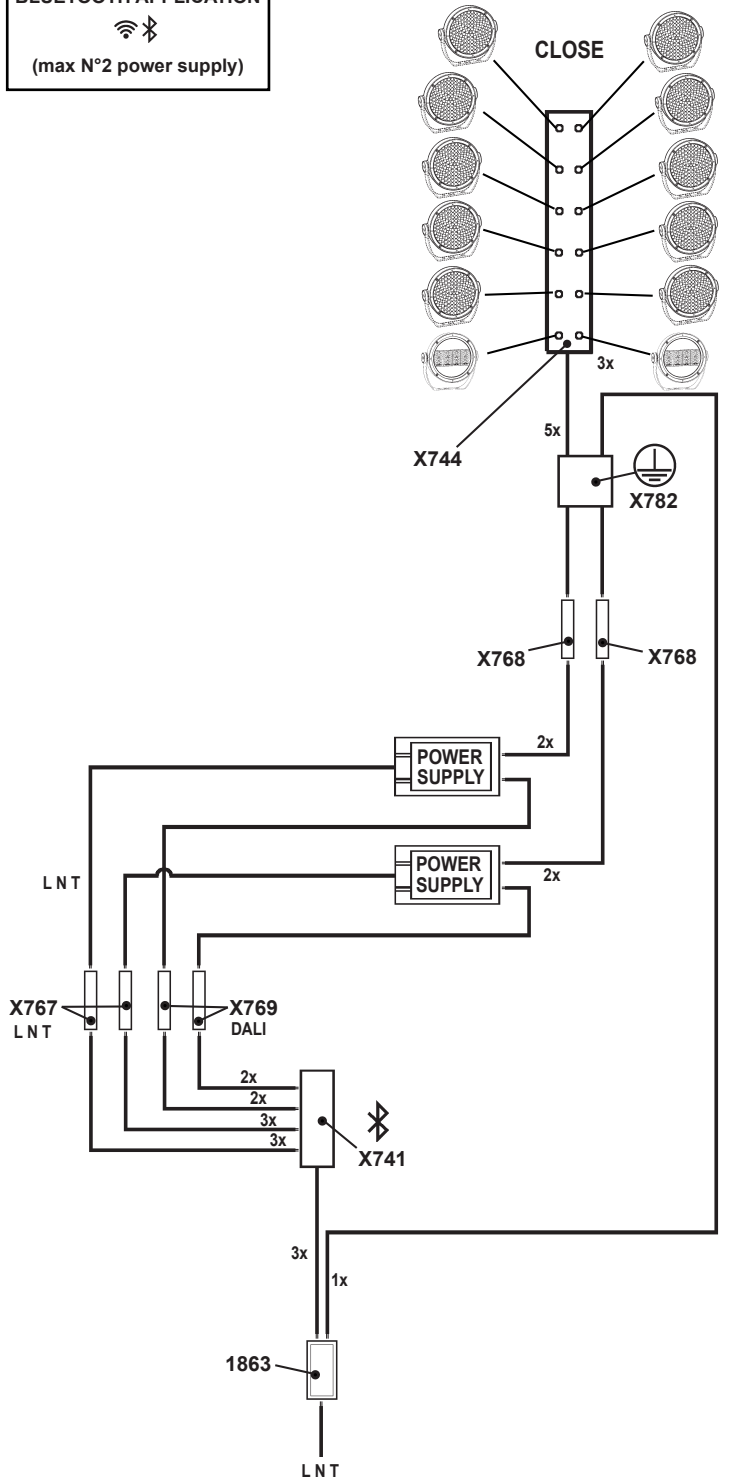 BLUETOOTH APPLICATION
(max N°2 power supply)
CLOSE
3x
5x
X744
X782
X768
X768
2x
POWER
SUPPLY
POWER
SUPPLY
2x
L N T
X767
L N T
X769
DALI
2x
2x
3x
3x
X741
3x
1x
1863
L N T